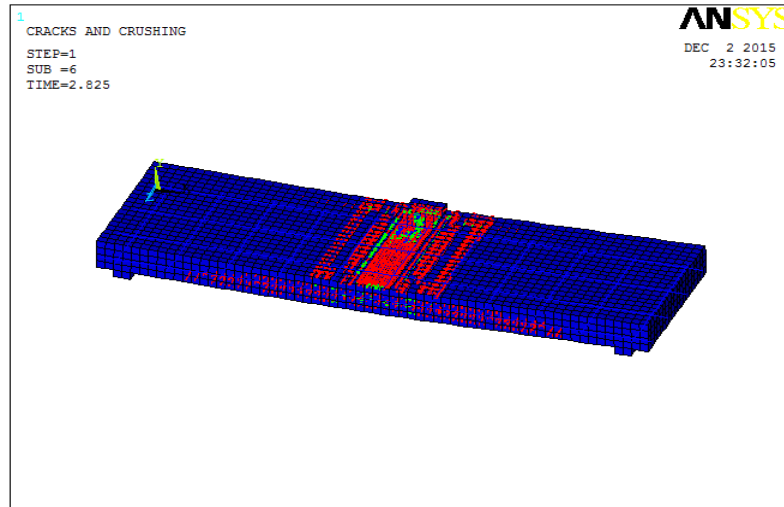 1
CRACKS AND CRUSHING
STEP=1
SUB =6
TIME=2.825
ANSYS
DEC 2 2015
23:32:05
Z